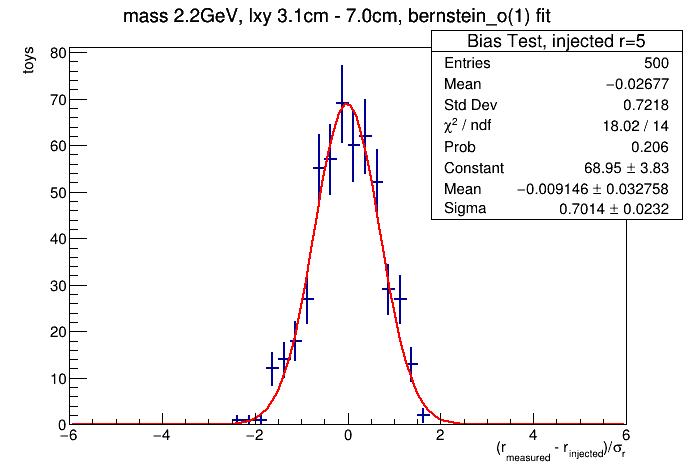 mass 2.2GeV, lxy 3.1cm - 7.0cm, bernstein_o(1) fit
Bias Test, injected r=5
Entries 500
Mean −0.02677
Std Dev 0.7218
χ² / ndf 18.02 / 14
Prob 0.206
Constant 68.95 ± 3.83
Mean −0.009146 ± 0.032758
Sigma 0.7014 ± 0.0232
toys
80
70
60
50
40
30
20
10
0
−6 −4 −2 0 2 4 6
(r_measured - r_injected)/σ_r